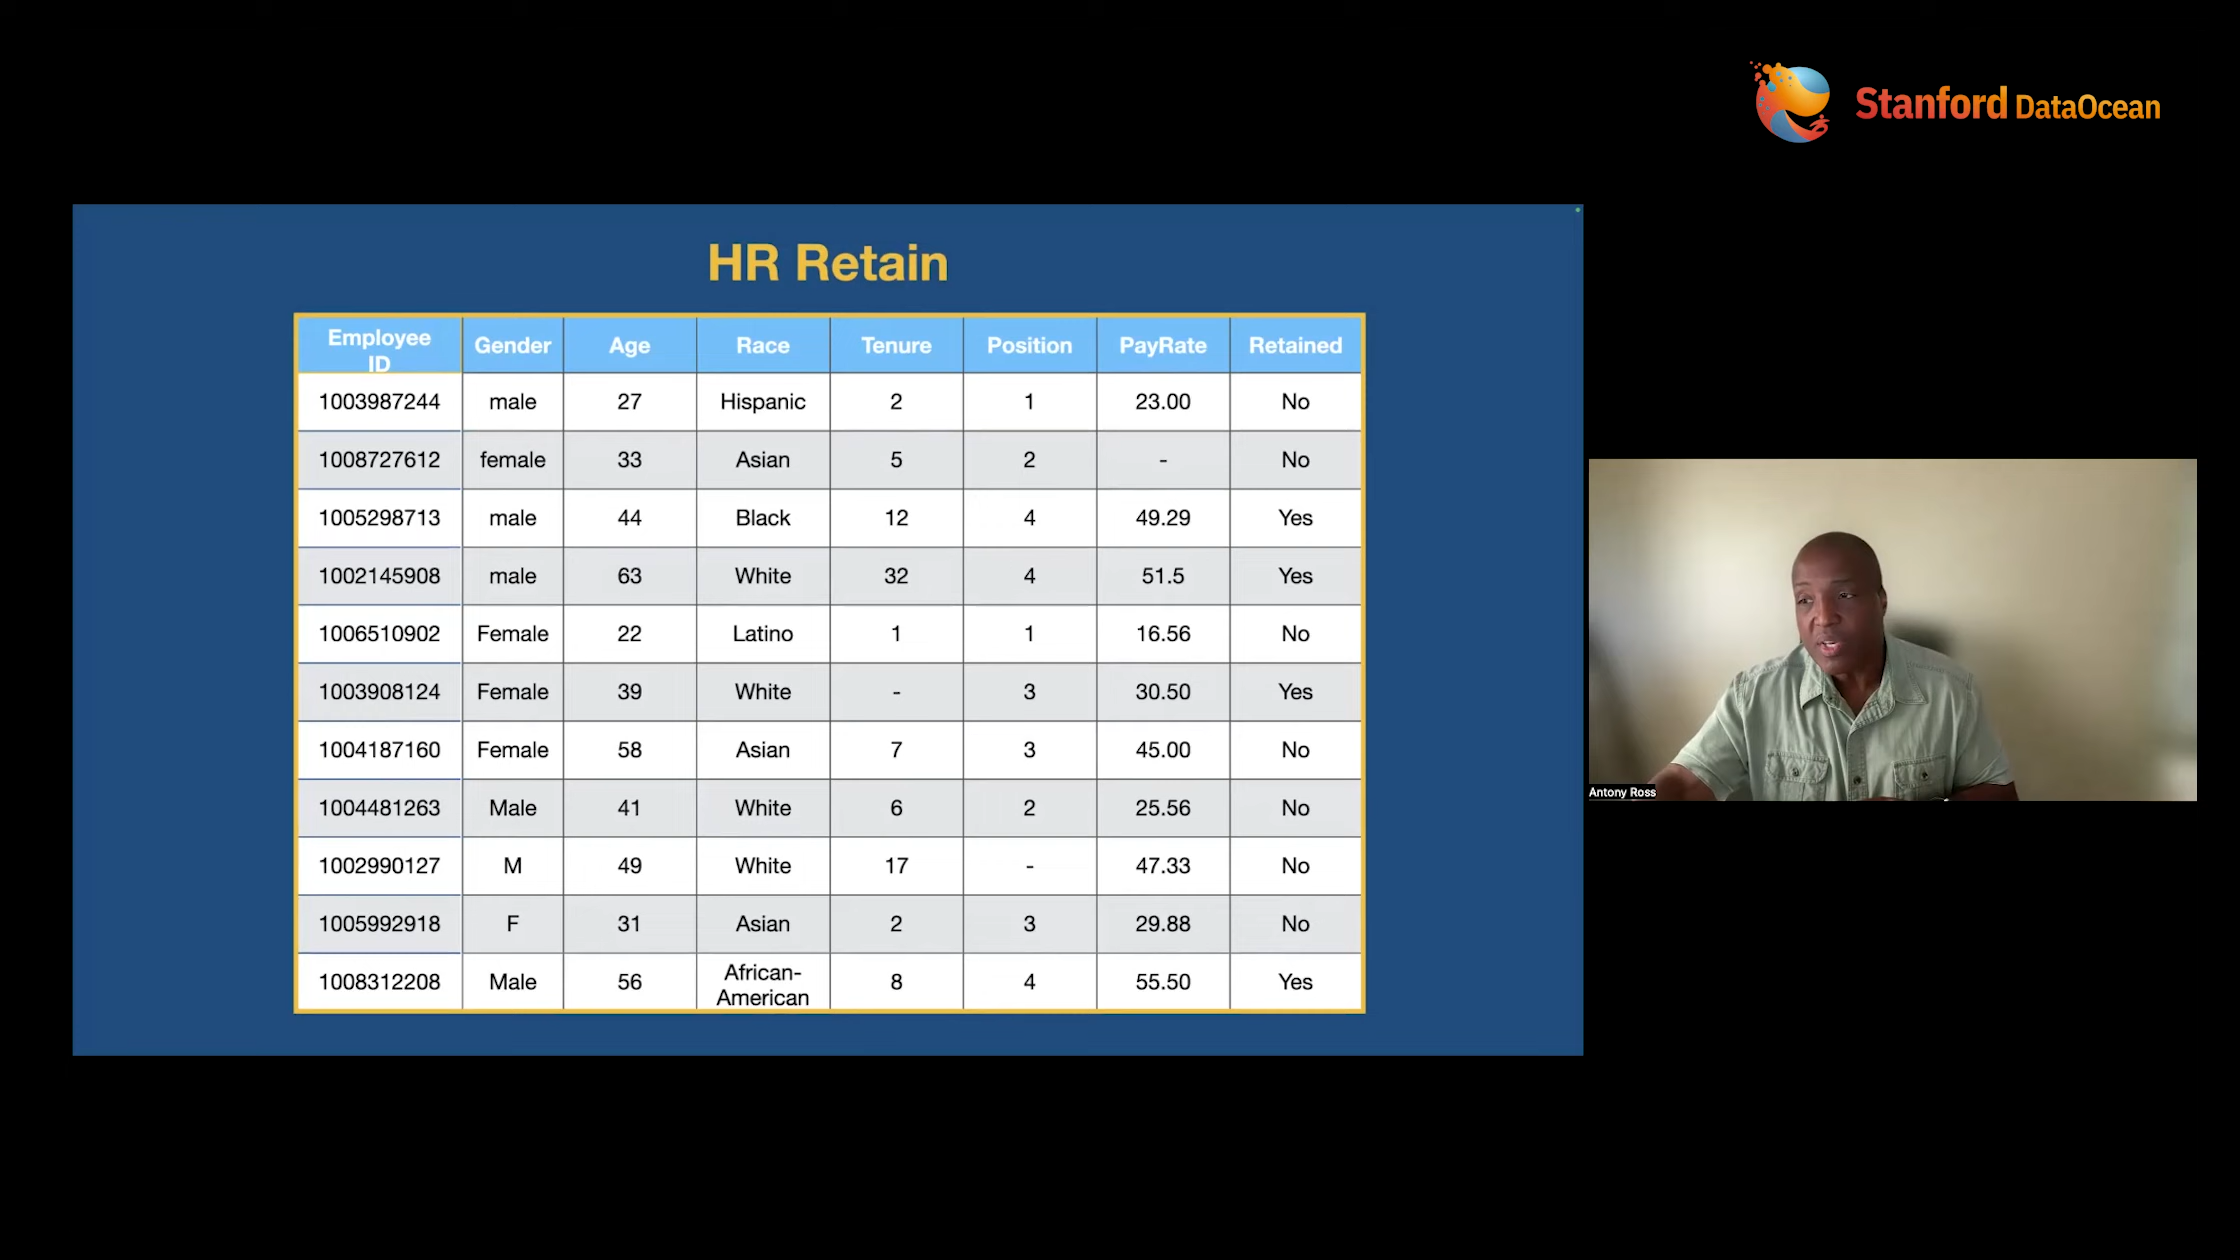 Stanford DataOcean
HR Retain
Employee ID Gender Age Race Tenure Position PayRate Retained
1003987244 male 27 Hispanic 2 1 23.00 No
1008727612 female 33 Asian 5 2 - No
1005298713 male 44 Black 12 4 49.29 Yes
1002145908 male 63 White 32 4 51.5 Yes
1006510902 Female 22 Latino 1 1 16.56 No
1003908124 Female 39 White - 3 30.50 Yes
1004187160 Female 58 Asian 7 3 45.00 No
1004481263 Male 41 White 6 2 25.56 No
1002990127 M 49 White 17 - 47.33 No
1005992918 F 31 Asian 2 3 29.88 No
1008312208 Male 56 African-American 8 4 55.50 Yes
Antony Ross